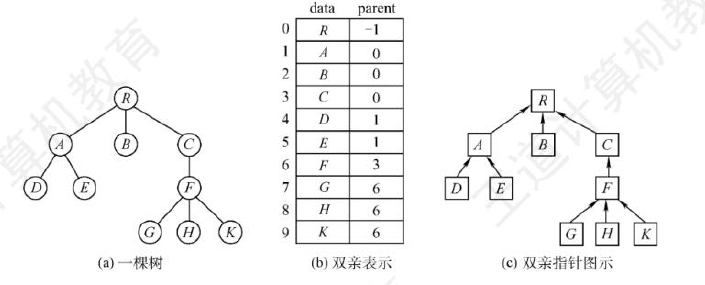 data parent
0 R -1
1 A 0
2 B 0
3 C 0
4 D 1
5 E 1
6 F 3
7 G 6
8 H 6
9 K 6
R
A B C
D E F
G H K
R
A B C
D E F
G H K
(a) 一棵树
(b) 双亲表示
(c) 双亲指针图示
算机教育
王道计算机教育